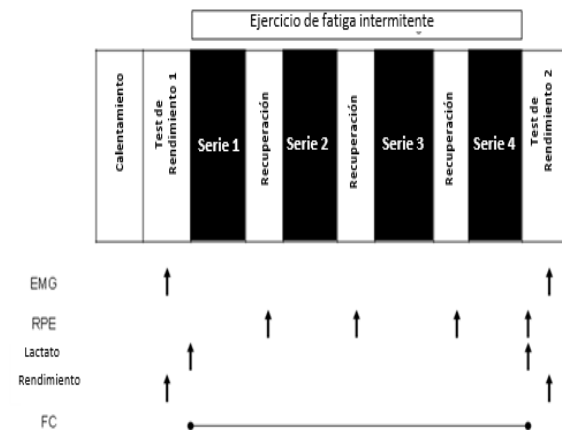 Ejercicio de fatiga intermitente
Calentamiento
Test de
Rendimiento 1
Serie 1
Recuperación
Serie 2
Recuperación
Serie 3
Recuperación
Serie 4
Test de
Rendimiento 2
EMG
RPE
Lactato
Rendimiento
FC